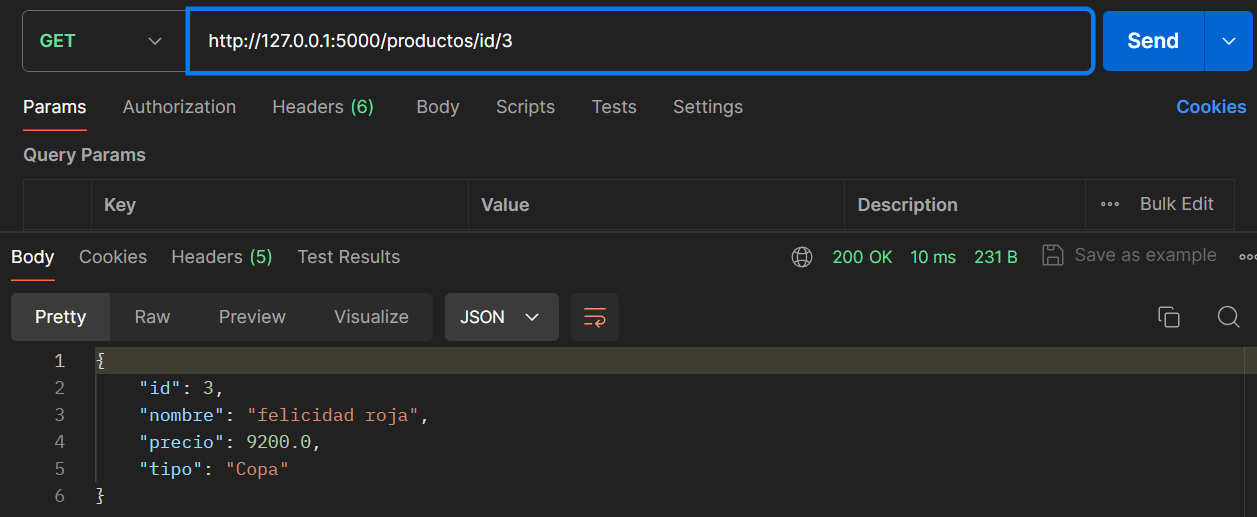 GET http://127.0.0.1:5000/productos/id/3 Send
Params Authorization Headers (6) Body Scripts Tests Settings Cookies
Query Params
Key Value Description Bulk Edit
Body Cookies Headers (5) Test Results 200 OK 10 ms 231 B Save as example
Pretty Raw Preview Visualize JSON
1 {
2 "id": 3,
3 "nombre": "felicidad roja",
4 "precio": 9200.0,
5 "tipo": "Copa"
6 }